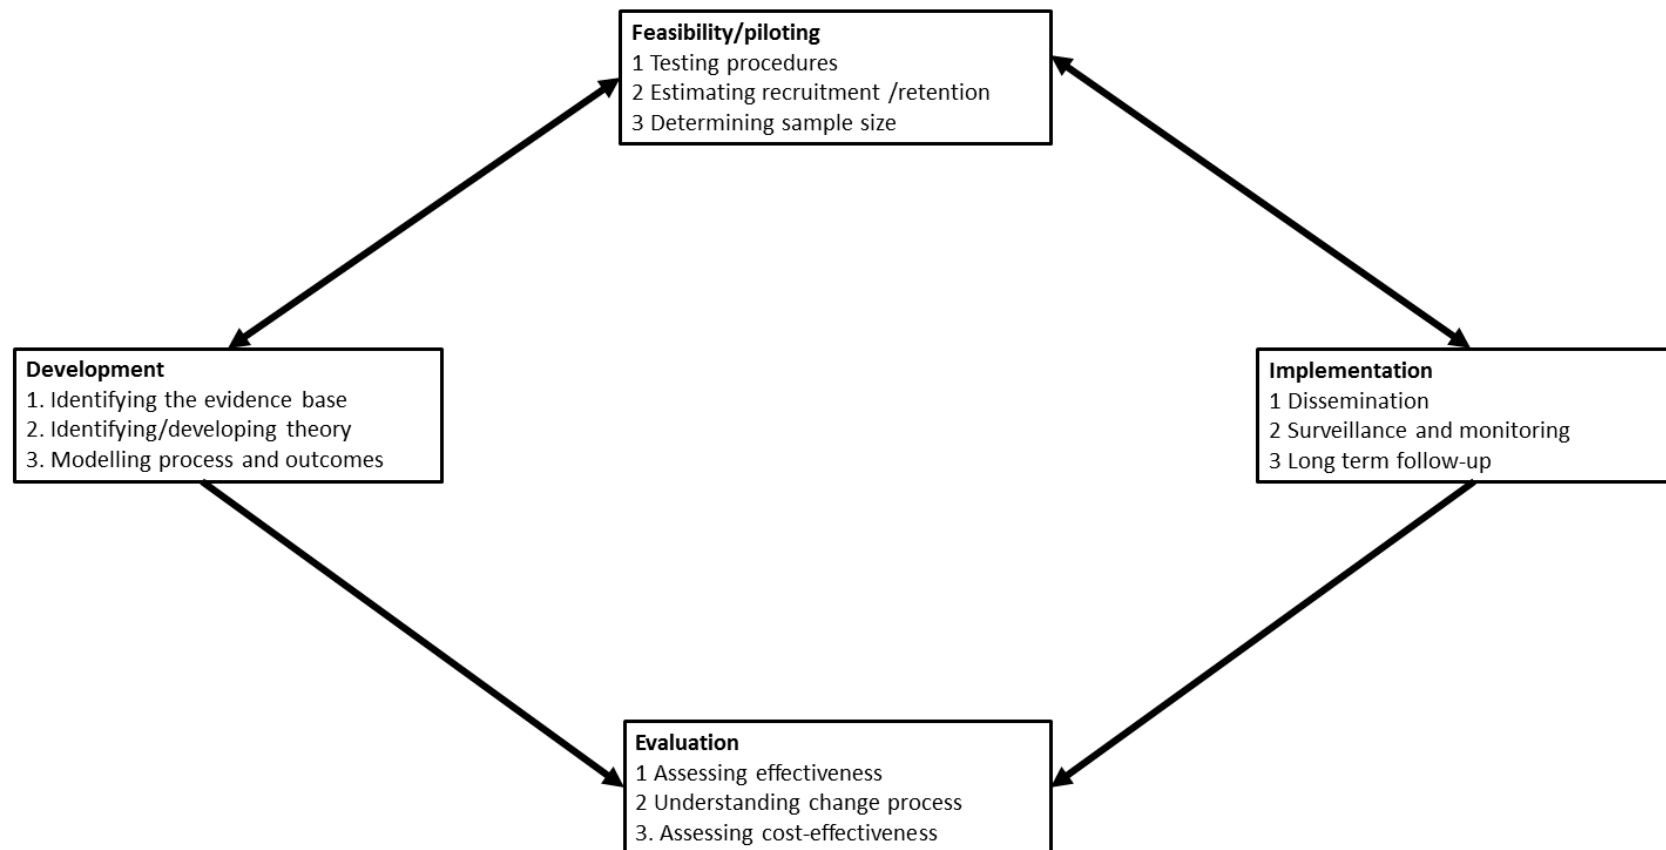 Feasibility/piloting
1 Testing procedures
2 Estimating recruitment /retention
3 Determining sample size
Development
1. Identifying the evidence base
2. Identifying/developing theory
3. Modelling process and outcomes
Implementation
1 Dissemination
2 Surveillance and monitoring
3 Long term follow-up
Evaluation
1 Assessing effectiveness
2 Understanding change process
3. Assessing cost-effectiveness